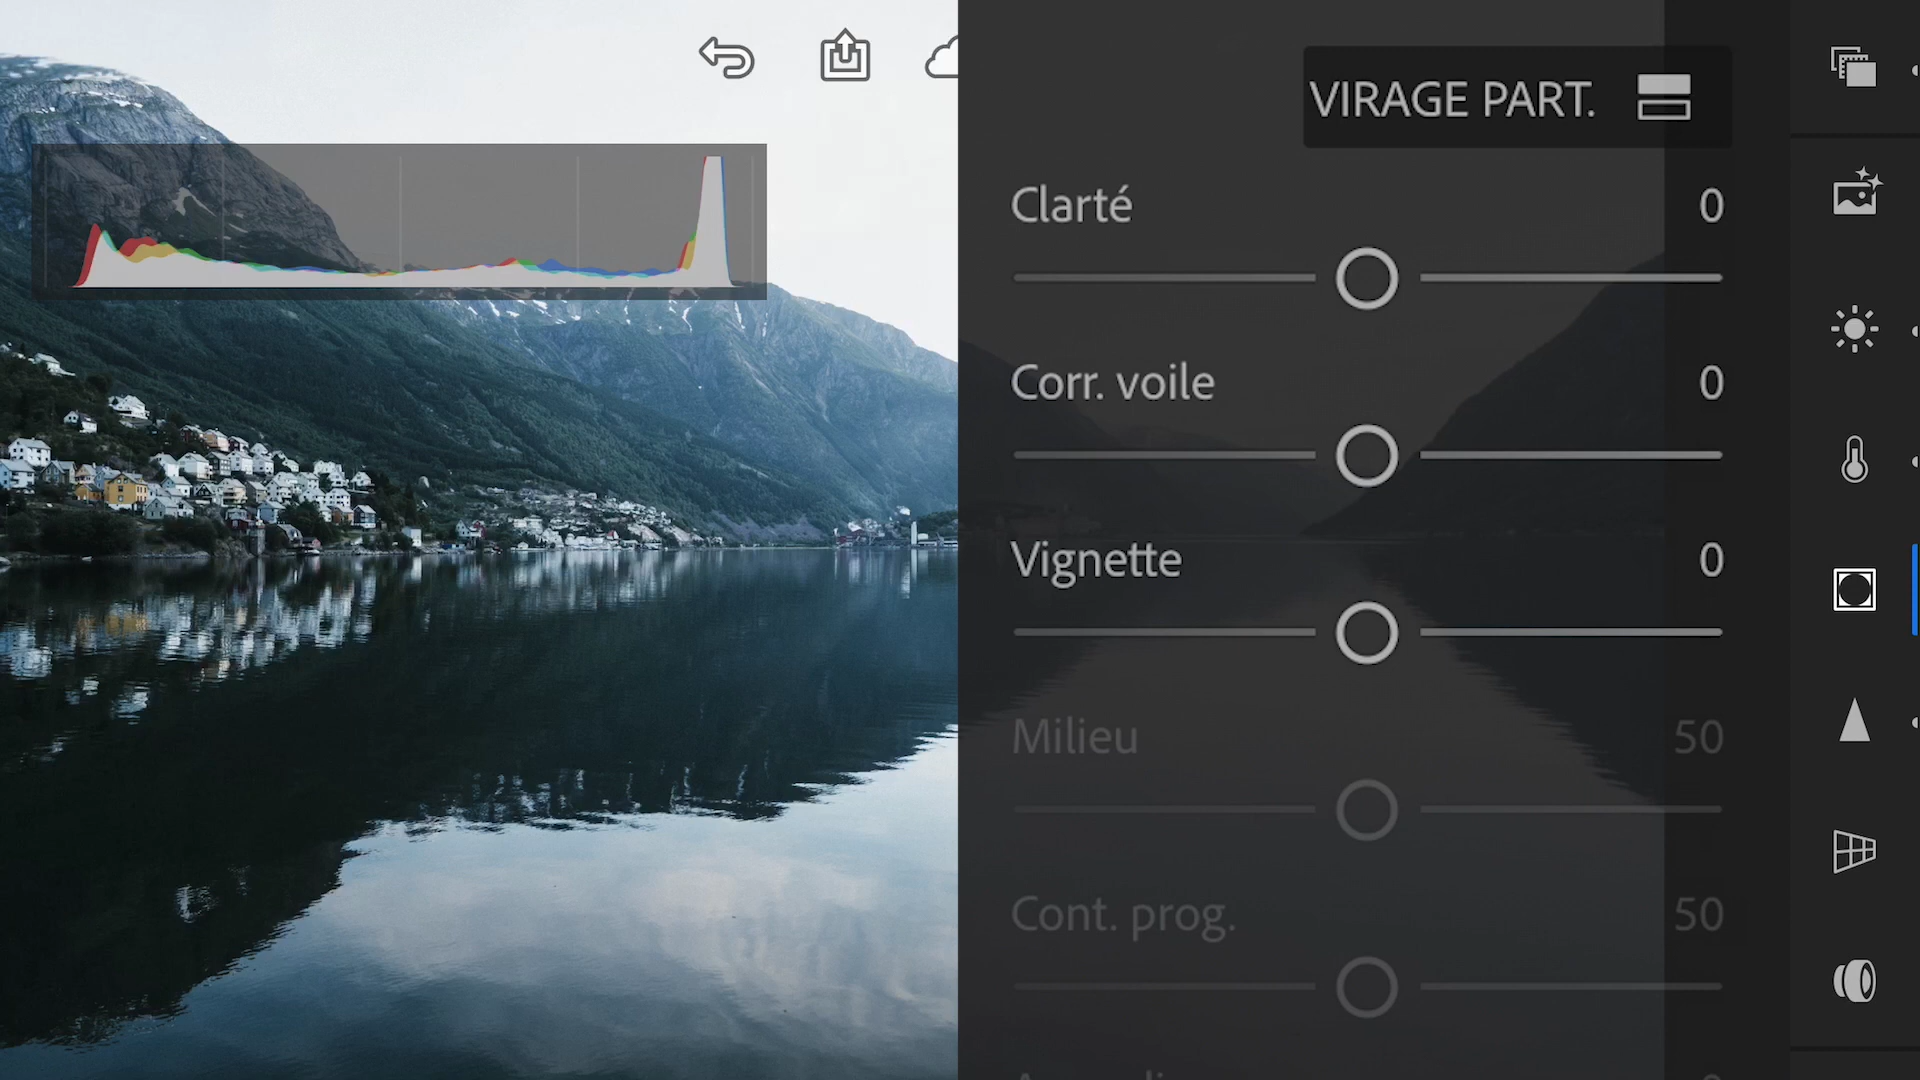 VIRAGE PART.
Clarté 0
Corr. voile 0
Vignette 0
Milieu 50
Cont. prog. 50